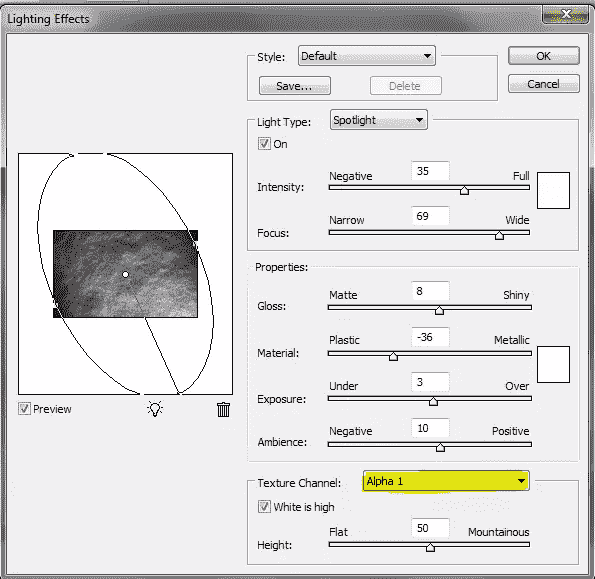 Lighting Effects
Style: Default
OK
Save... Delete
Cancel
Light Type: Spotlight
On
Negative 35 Full
Intensity:
Narrow 69 Wide
Focus:
Properties:
Matte 8 Shiny
Gloss:
Plastic -36 Metallic
Material:
Under 3 Over
Exposure:
Negative 10 Positive
Ambience:
Preview
Texture Channel: Alpha 1
White is high
Flat 50 Mountainous
Height: